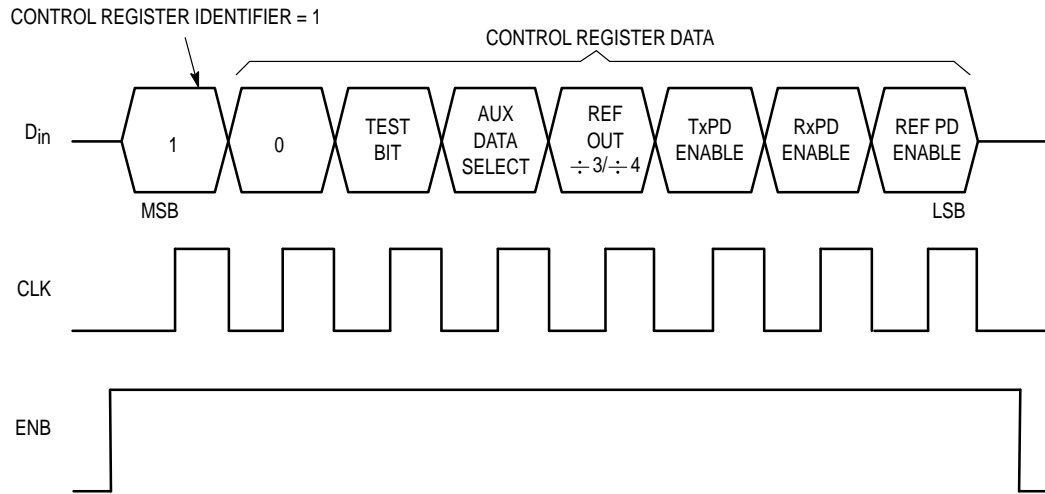 CONTROL REGISTER IDENTIFIER = 1
CONTROL REGISTER DATA
Din
1
0
TEST
BIT
AUX
DATA
SELECT
REF
OUT
÷3/÷4
TxPD
ENABLE
RxPD
ENABLE
REF PD
ENABLE
MSB
LSB
CLK
ENB